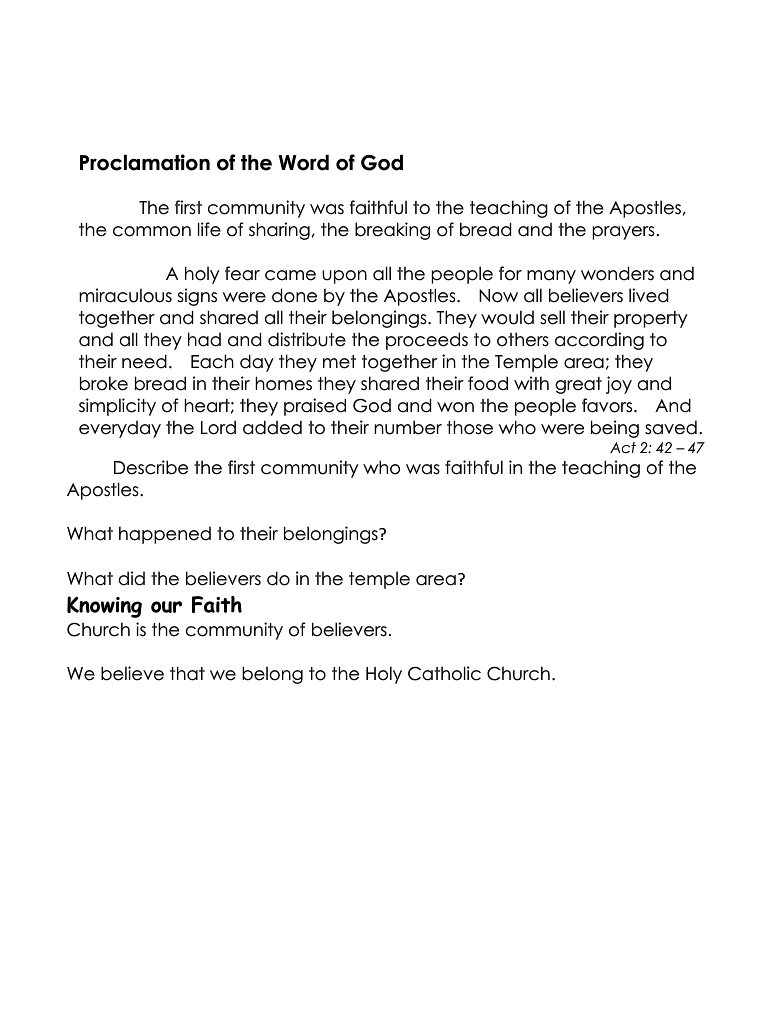 Proclamation of the Word of God
The first community was faithful to the teaching of the Apostles,
the common life of sharing, the breaking of bread and the prayers.
A holy fear came upon all the people for many wonders and
miraculous signs were done by the Apostles. Now all believers lived
together and shared all their belongings. They would sell their property
and all they had and distribute the proceeds to others according to
their need. Each day they met together in the Temple area; they
broke bread in their homes they shared their food with great joy and
simplicity of heart; they praised God and won the people favors. And
everyday the Lord added to their number those who were being saved.
Act 2: 42 – 47
Describe the first community who was faithful in the teaching of the
Apostles.
What happened to their belongings?
What did the believers do in the temple area?
Knowing our Faith
Church is the community of believers.
We believe that we belong to the Holy Catholic Church.